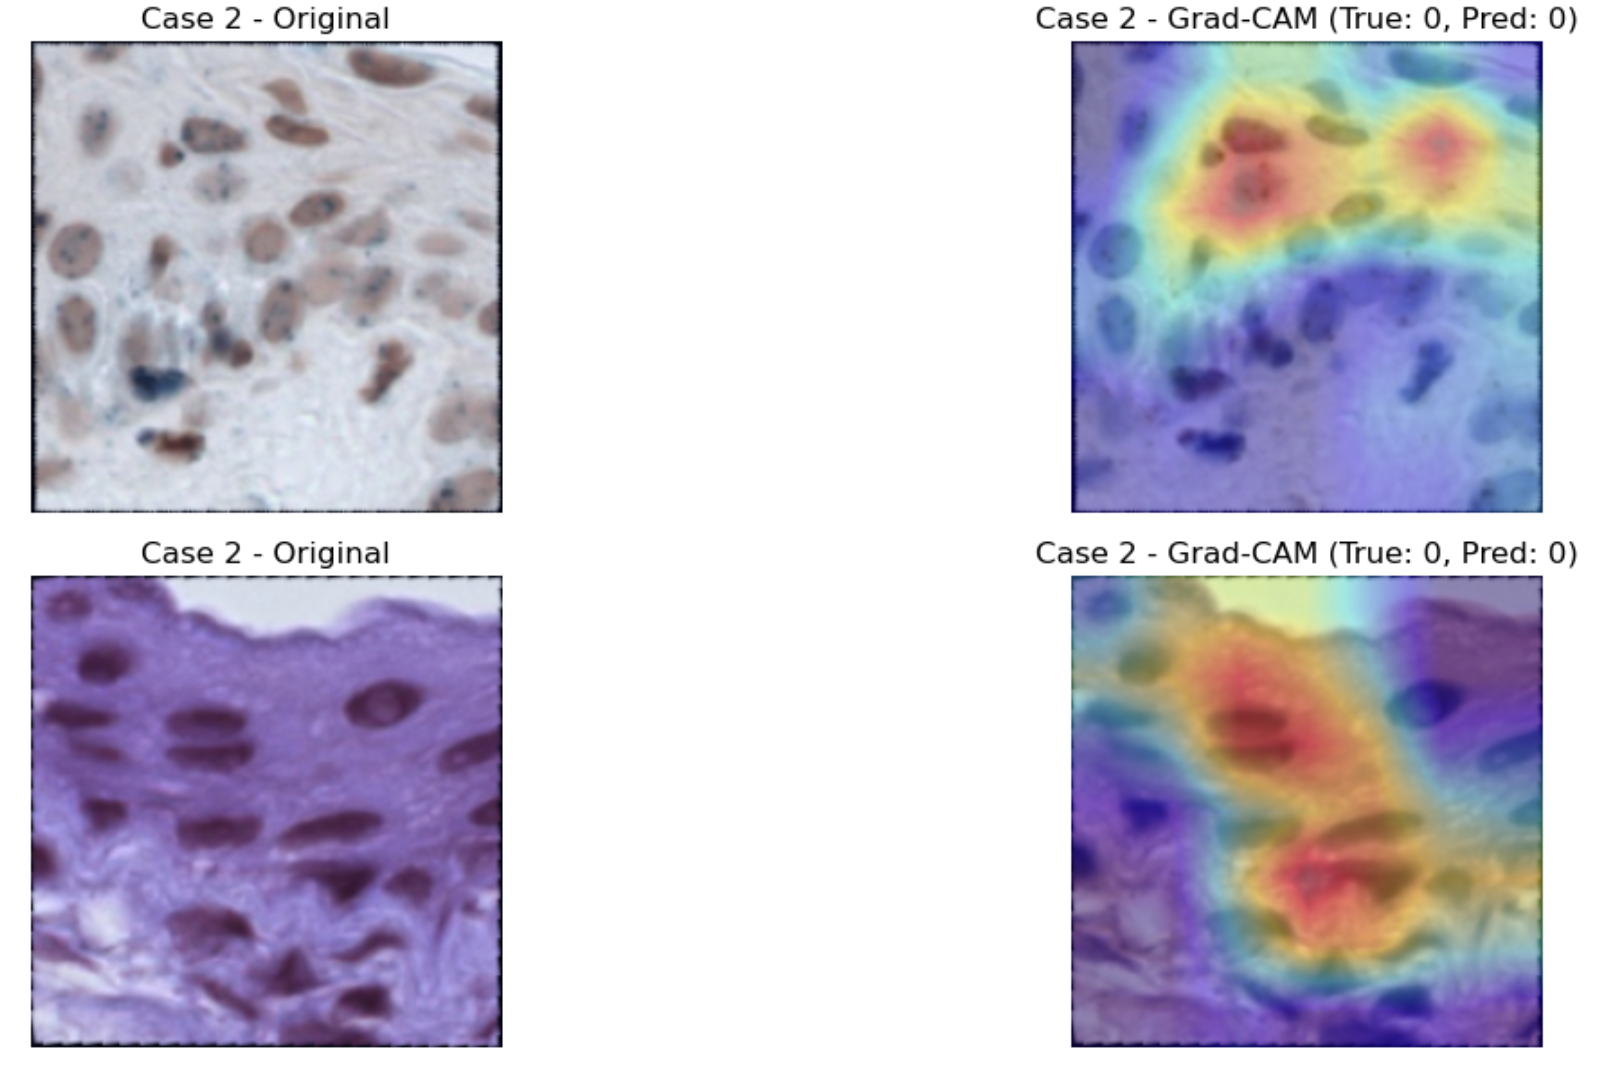 Case 2 - Original
Case 2 - Grad-CAM (True: 0, Pred: 0)
Case 2 - Original
Case 2 - Grad-CAM (True: 0, Pred: 0)